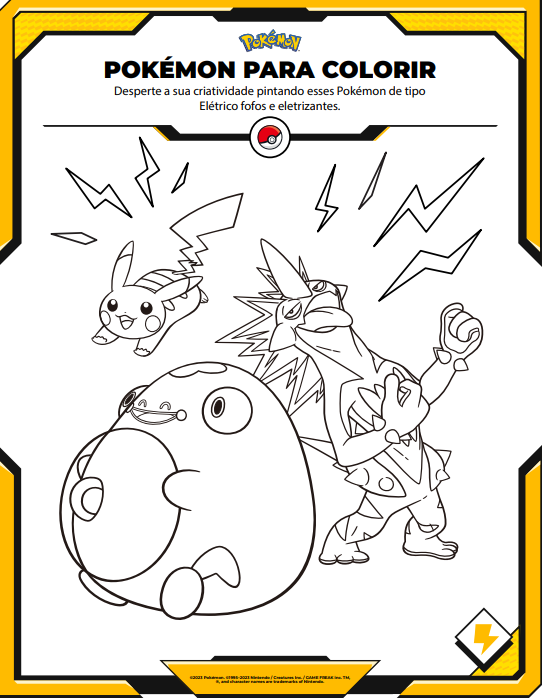 POKÉMON
POKÉMON PARA COLORIR
Desperte a sua criatividade pintando esses Pokémon de tipo
Elétrico fofos e eletrizantes.
©2023 Pokémon. ©1995–2023 Nintendo / Creatures Inc. / GAME FREAK inc. TM,
®, and character names are trademarks of Nintendo.